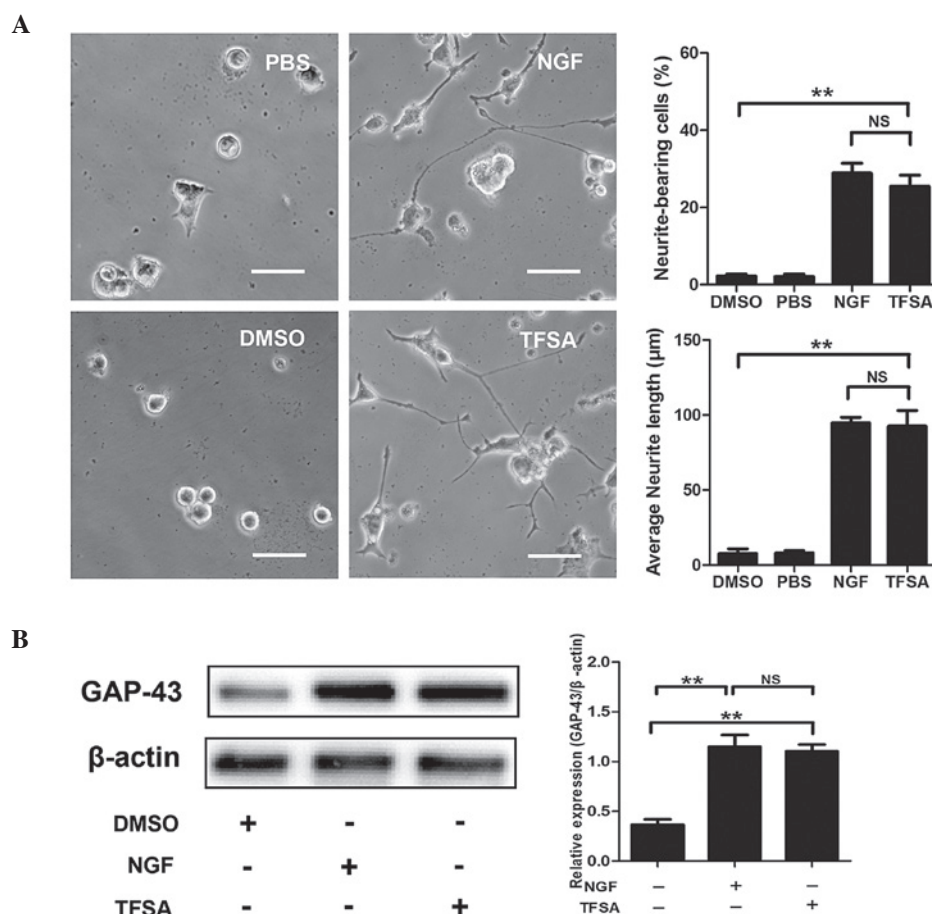 A
PBS
NGF
DMSO
TFSA
Neurite-bearing cells (%)
60
40
20
0
**
NS
DMSO PBS NGF TFSA
Average Neurite length (μm)
150
100
50
0
**
NS
DMSO PBS NGF TFSA
B
GAP-43
β-actin
DMSO + - -
NGF - + -
TFSA - - +
Relative expression (GAP-43/β -actin)
2.0
1.5
1.0
0.5
0.0
** NS
**
NGF – + –
TFSA – – +